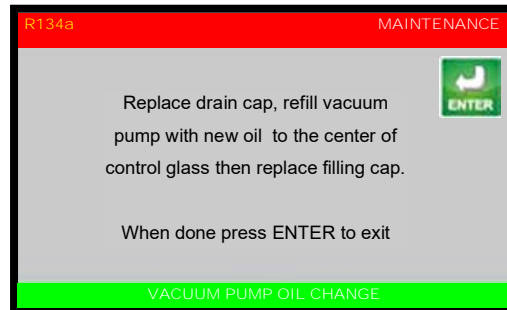 R134a MAINTENANCE
ENTER
Replace drain cap, refill vacuum
pump with new oil to the center of
control glass then replace filling cap.
When done press ENTER to exit
VACUUM PUMP OIL CHANGE